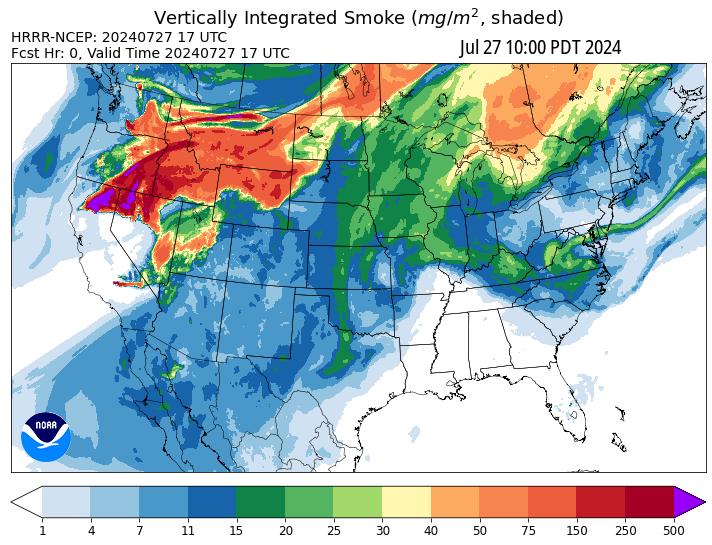 Vertically Integrated Smoke (mg/m², shaded)
HRRR-NCEP: 20240727 17 UTC
Fcst Hr: 0, Valid Time 20240727 17 UTC
Jul 27 10:00 PDT 2024
NOAA
1 4 7 11 15 20 25 30 40 50 75 150 250 500